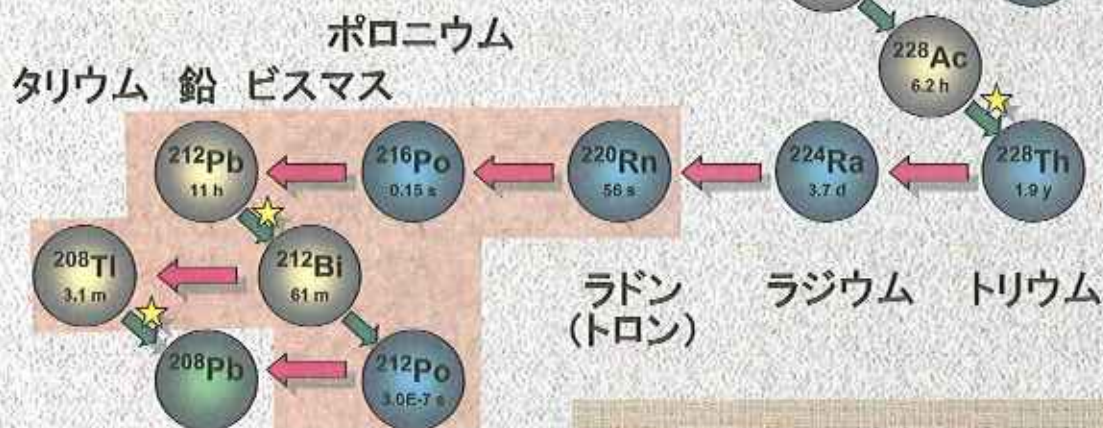 ポロニウム
タリウム 鉛 ビスマス
228Ac
6.2 h
212Pb
11 h
216Po
0.15 s
220Rn
56 s
224Ra
3.7 d
228Th
1.9 y
208Tl
3.1 m
212Bi
61 m
ラドン
(トロン)
ラジウム
トリウム
208Pb
212Po
3.0E-7 s